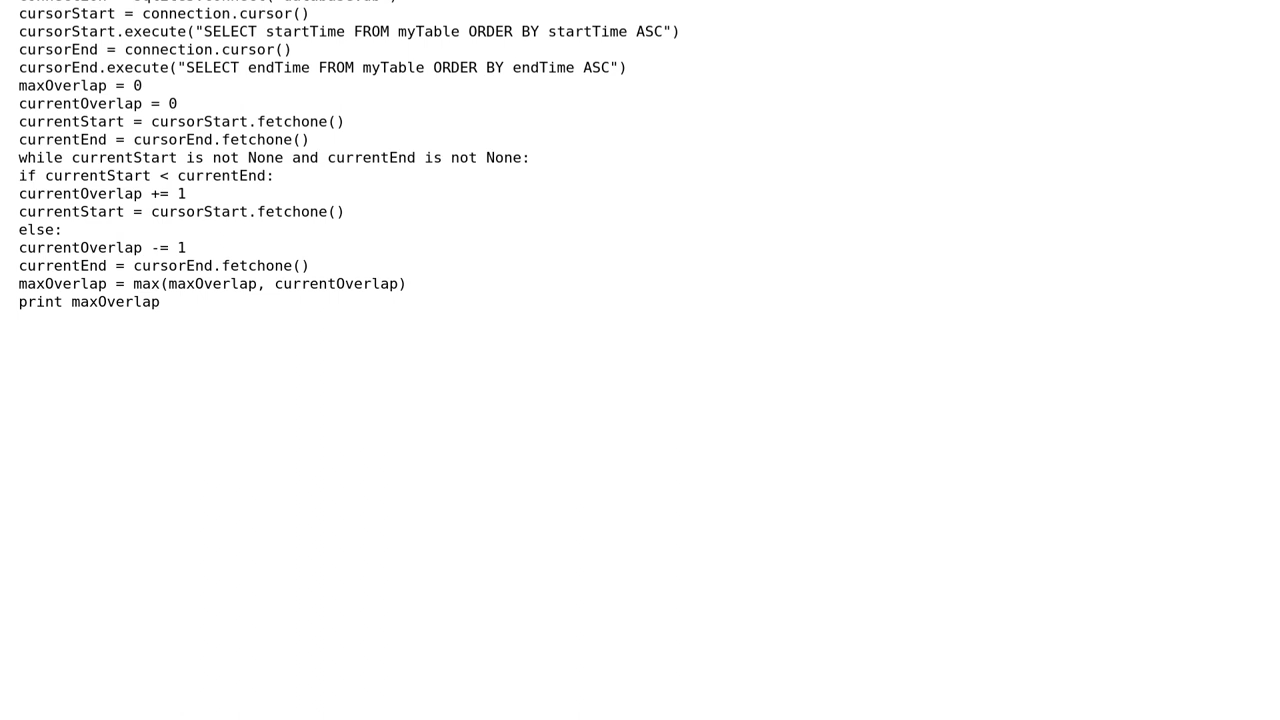 cursorStart = connection.cursor()
cursorStart.execute("SELECT startTime FROM myTable ORDER BY startTime ASC")
cursorEnd = connection.cursor()
cursorEnd.execute("SELECT endTime FROM myTable ORDER BY endTime ASC")
maxOverlap = 0
currentOverlap = 0
currentStart = cursorStart.fetchone()
currentEnd = cursorEnd.fetchone()
while currentStart is not None and currentEnd is not None:
if currentStart < currentEnd:
currentOverlap += 1
currentStart = cursorStart.fetchone()
else:
currentOverlap -= 1
currentEnd = cursorEnd.fetchone()
maxOverlap = max(maxOverlap, currentOverlap)
print maxOverlap